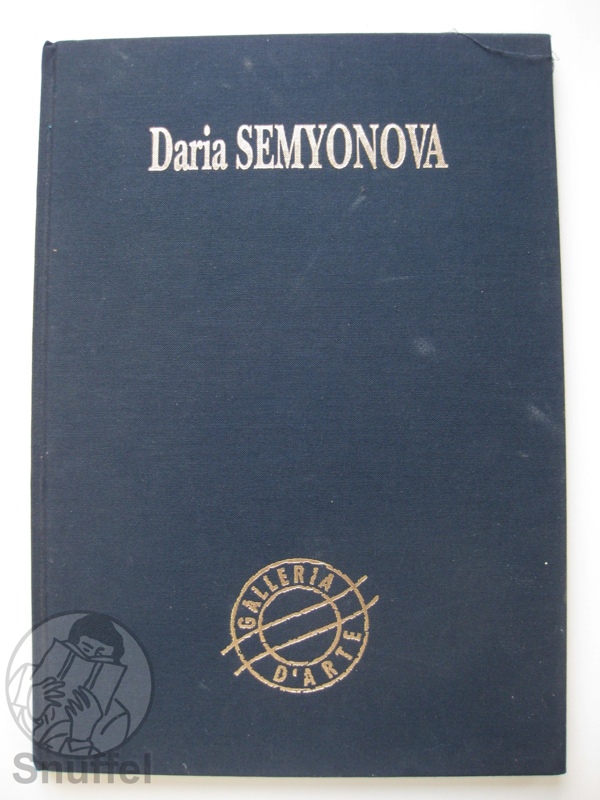 Daria SEMYONOVA
GALLERIA
D'ARTE
Snuffel